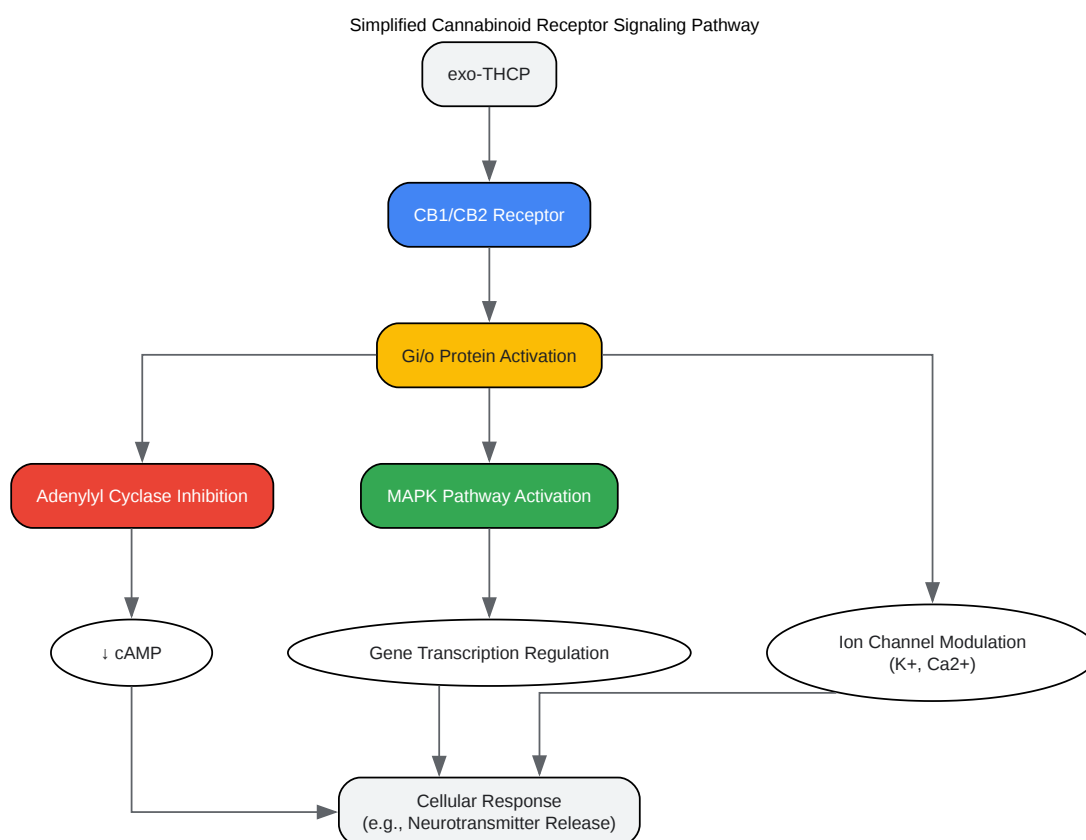 Simplified Cannabinoid Receptor Signaling Pathway
exo-THCP
CB1/CB2 Receptor
Gi/o Protein Activation
Adenylyl Cyclase Inhibition
MAPK Pathway Activation
↓ cAMP
Gene Transcription Regulation
Ion Channel Modulation
(K+, Ca2+)
Cellular Response
(e.g., Neurotransmitter Release)